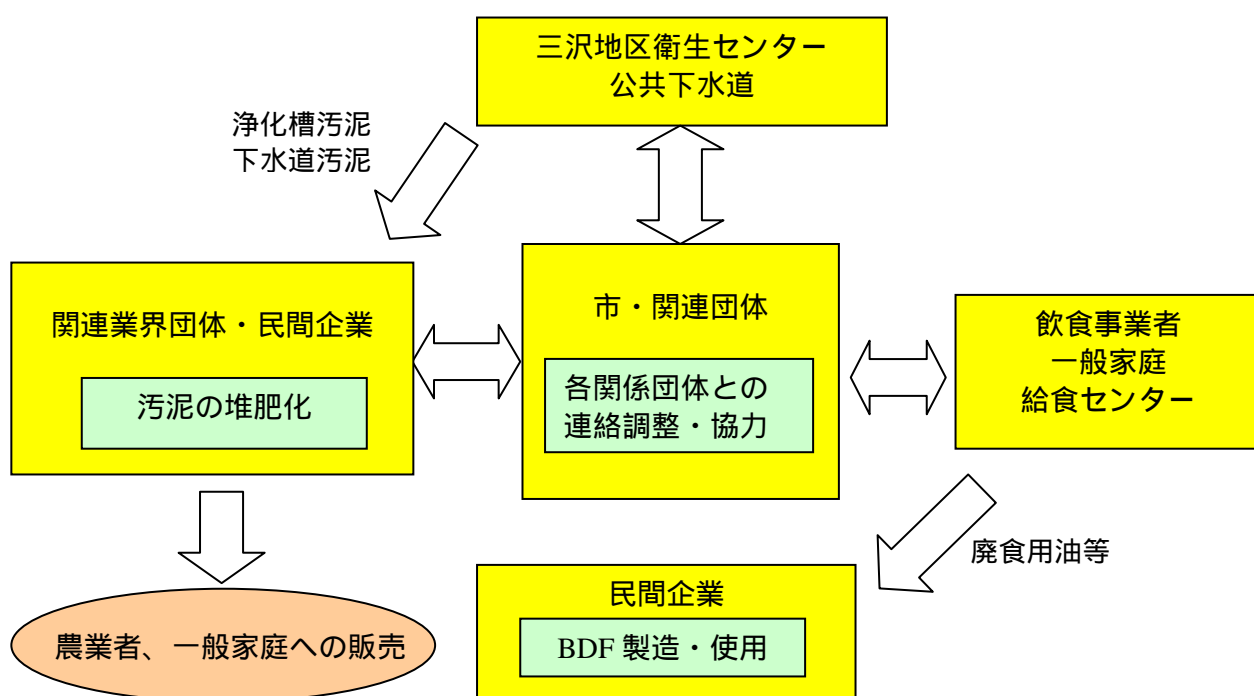 三沢地区衛生センター
公共下水道
浄化槽汚泥
下水道汚泥
関連業界団体・民間企業
汚泥の堆肥化
市・関連団体
各関係団体との
連絡調整・協力
飲食事業者
一般家庭
給食センター
廃食用油等
農業者、一般家庭への販売
民間企業
BDF 製造・使用